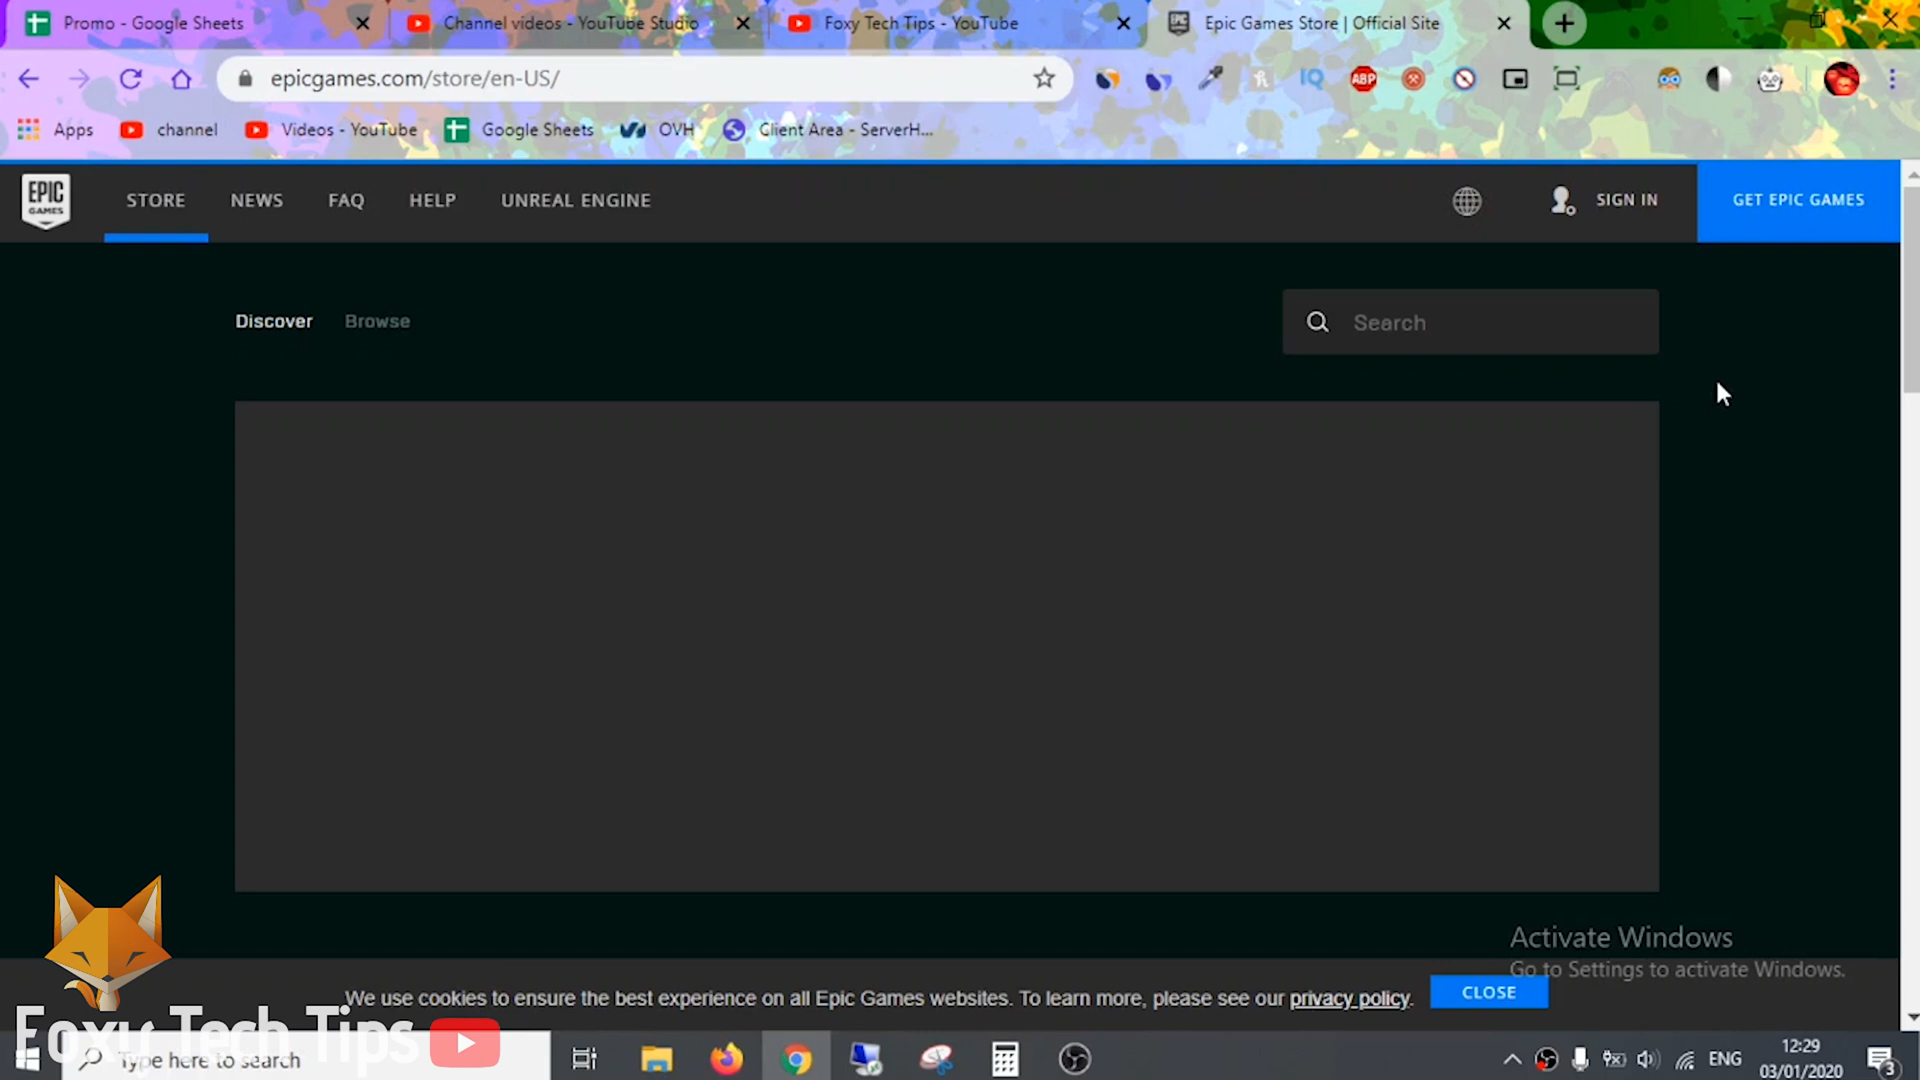 Promo - Google Sheets
Channel videos - YouTube Studio
Foxy Tech Tips - YouTube
Epic Games Store | Official Site
epicgames.com/store/en-US/
IQ
ABP
Apps
channel
Videos - YouTube
Google Sheets
OVH
Client Area - ServerH...
EPIC GAMES
STORE
NEWS
FAQ
HELP
UNREAL ENGINE
SIGN IN
GET EPIC GAMES
Discover
Browse
Search
Activate Windows
Go to Settings to activate Windows.
We use cookies to ensure the best experience on all Epic Games websites. To learn more, please see our privacy policy.
CLOSE
Foxy Tech Tips
Type here to search
ENG
12:29
03/01/2020
3